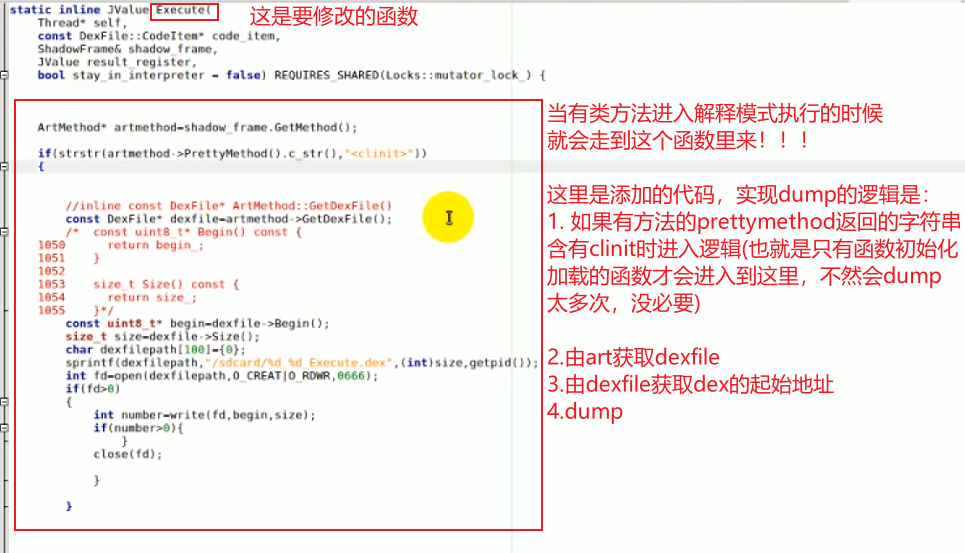 static inline JValue Execute(
这是要修改的函数
Thread* self,
const DexFile::CodeItem* code_item,
ShadowFrame& shadow_frame,
JValue result_register,
bool stay_in_interpreter = false) REQUIRES_SHARED(Locks::mutator_lock_) {
ArtMethod* artmethod=shadow_frame.GetMethod();
if(strstr(artmethod->PrettyMethod().c_str(),"<clinit>"))
{
//inline const DexFile* ArtMethod::GetDexFile()
const DexFile* dexfile=artmethod->GetDexFile();
/*  const uint8_t* Begin() const {
1050      return begin_;
1051    }
1052
1053    size_t Size() const {
1054      return size_;
1055    }*/
const uint8_t* begin=dexfile->Begin();
size_t size=dexfile->Size();
char dexfilepath[100]={0};
sprintf(dexfilepath,"/sdcard/%d_%d_Execute.dex",(int)size,getpid());
int fd=open(dexfilepath,O_CREAT|O_RDWR,0666);
if(fd>0)
{
int number=write(fd,begin,size);
if(number>0){
}
close(fd);
}
}
当有类方法进入解释模式执行的时候
就会走到这个函数里来！！！
这里是添加的代码，实现dump的逻辑是：
1. 如果有方法的prettymethod返回的字符串
含有clinit时进入逻辑(也就是只有函数初始化
加载的函数才会进入到这里，不然会dump
太多次，没必要)
2.由art获取dexfile
3.由dexfile获取dex的起始地址
4.dump